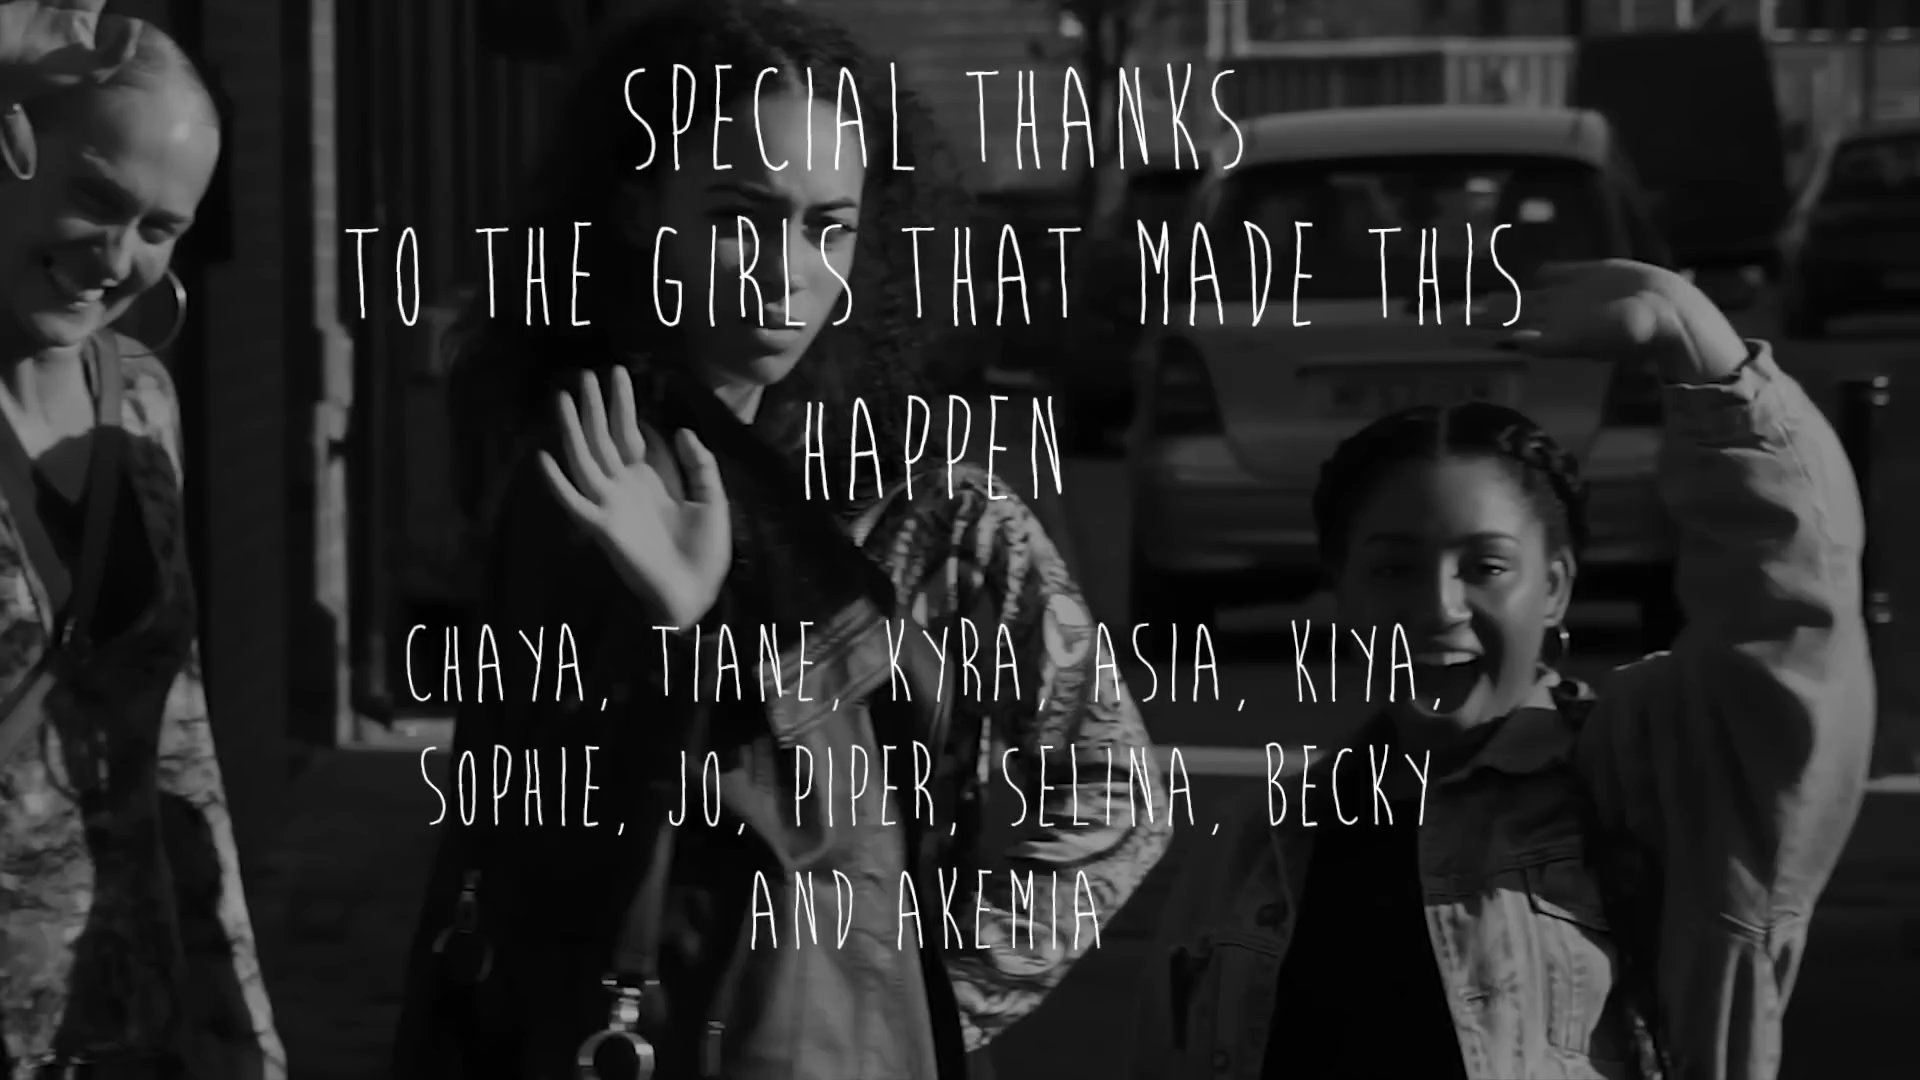 SPECIAL THANKS
TO THE GIRLS THAT MADE THIS
HAPPEN
CHAYA, TIANE, KYRA, ASIA, KIYA,
SOPHIE, JO, PIPER, SELINA, BECKY
AND AKEMIA